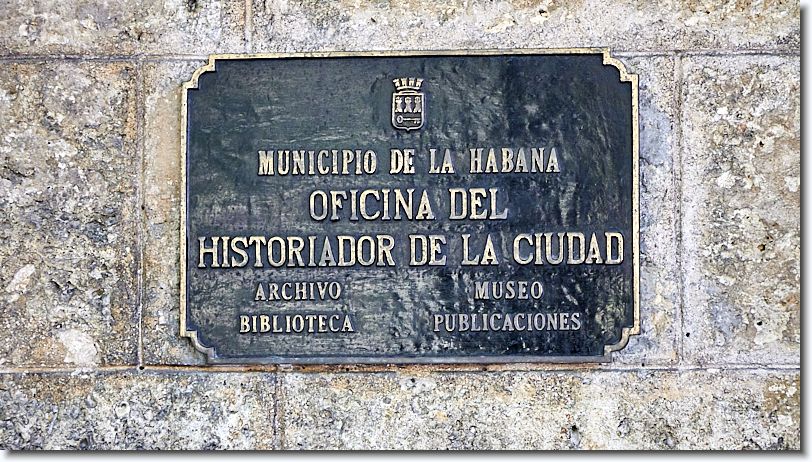 MUNICIPIO DE LA HABANA
OFICINA DEL
HISTORIADOR DE LA CIUDAD
ARCHIVO MUSEO
BIBLIOTECA PUBLICACIONES